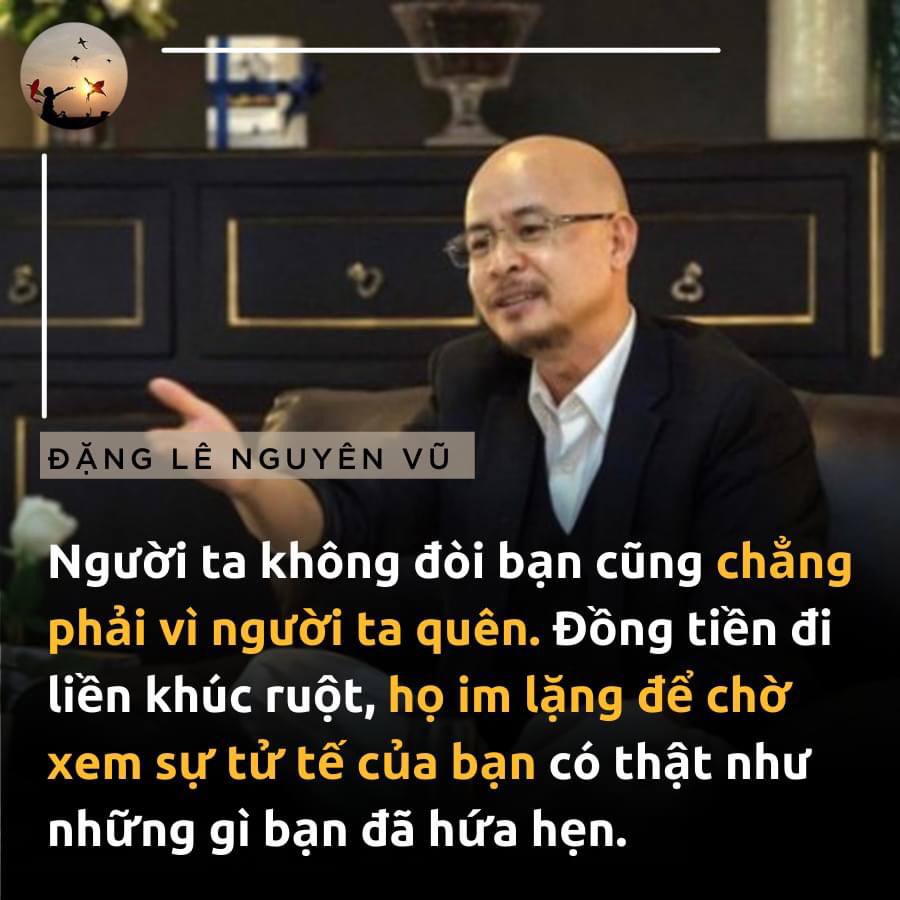 ĐẶNG LÊ NGUYÊN VŨ
Người ta không đòi bạn cũng chẳng
phải vì người ta quên. Đồng tiền đi
liền khúc ruột, họ im lặng để chờ
xem sự tử tế của bạn có thật như
những gì bạn đã hứa hẹn.